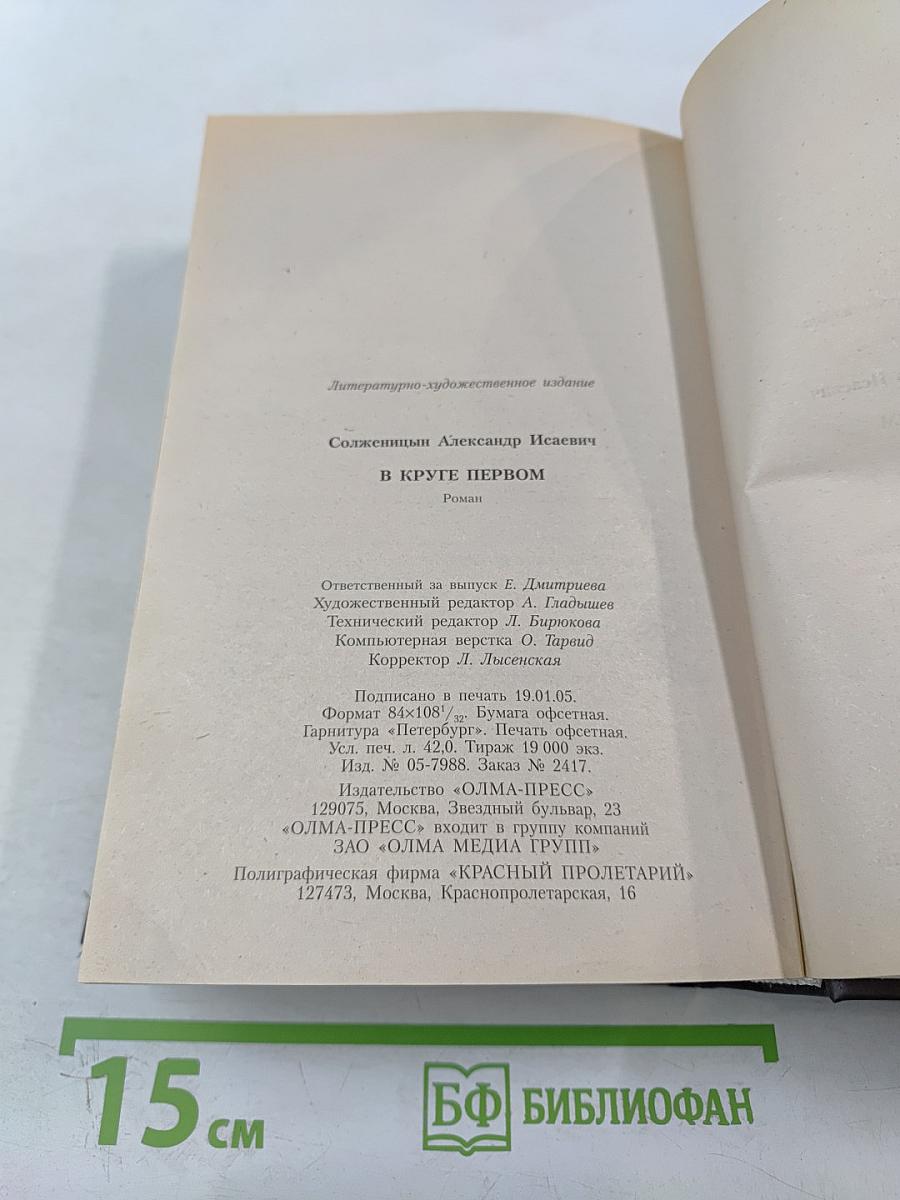 Литературно-художественное издание
Солженицын Александр Исаевич
В КРУГЕ ПЕРВОМ
Роман
Ответственный за выпуск Е. Дмитриева
Художественный редактор А. Гладышев
Технический редактор Л. Бирюкова
Компьютерная верстка О. Тарвид
Корректор Л. Лысенская
Подписано в печать 19.01.05.
Формат 84×108¹/₃₂. Бумага офсетная.
Гарнитура «Петербург». Печать офсетная.
Усл. печ. л. 42,0. Тираж 19 000 экз.
Изд. № 05-7988. Заказ № 2417.
Издательство «ОЛМА-ПРЕСС»
129075, Москва, Звездный бульвар, 23
«ОЛМА-ПРЕСС» входит в группу компаний
ЗАО «ОЛМА МЕДИА ГРУПП»
Полиграфическая фирма «КРАСНЫЙ ПРОЛЕТАРИЙ»
127473, Москва, Краснопролетарская, 16
15 см
БФ БИБЛИОФАН